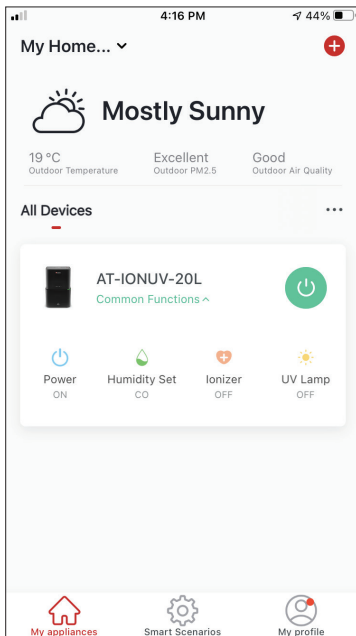 4:16 PM 44%
My Home...
Mostly Sunny
19 °C Excellent Good
Outdoor Temperature Outdoor PM2.5 Outdoor Air Quality
All Devices ...
AT-IONUV-20L
Common Functions
Power Humidity Set Ionizer UV Lamp
ON CO OFF OFF
My appliances Smart Scenarios My profile